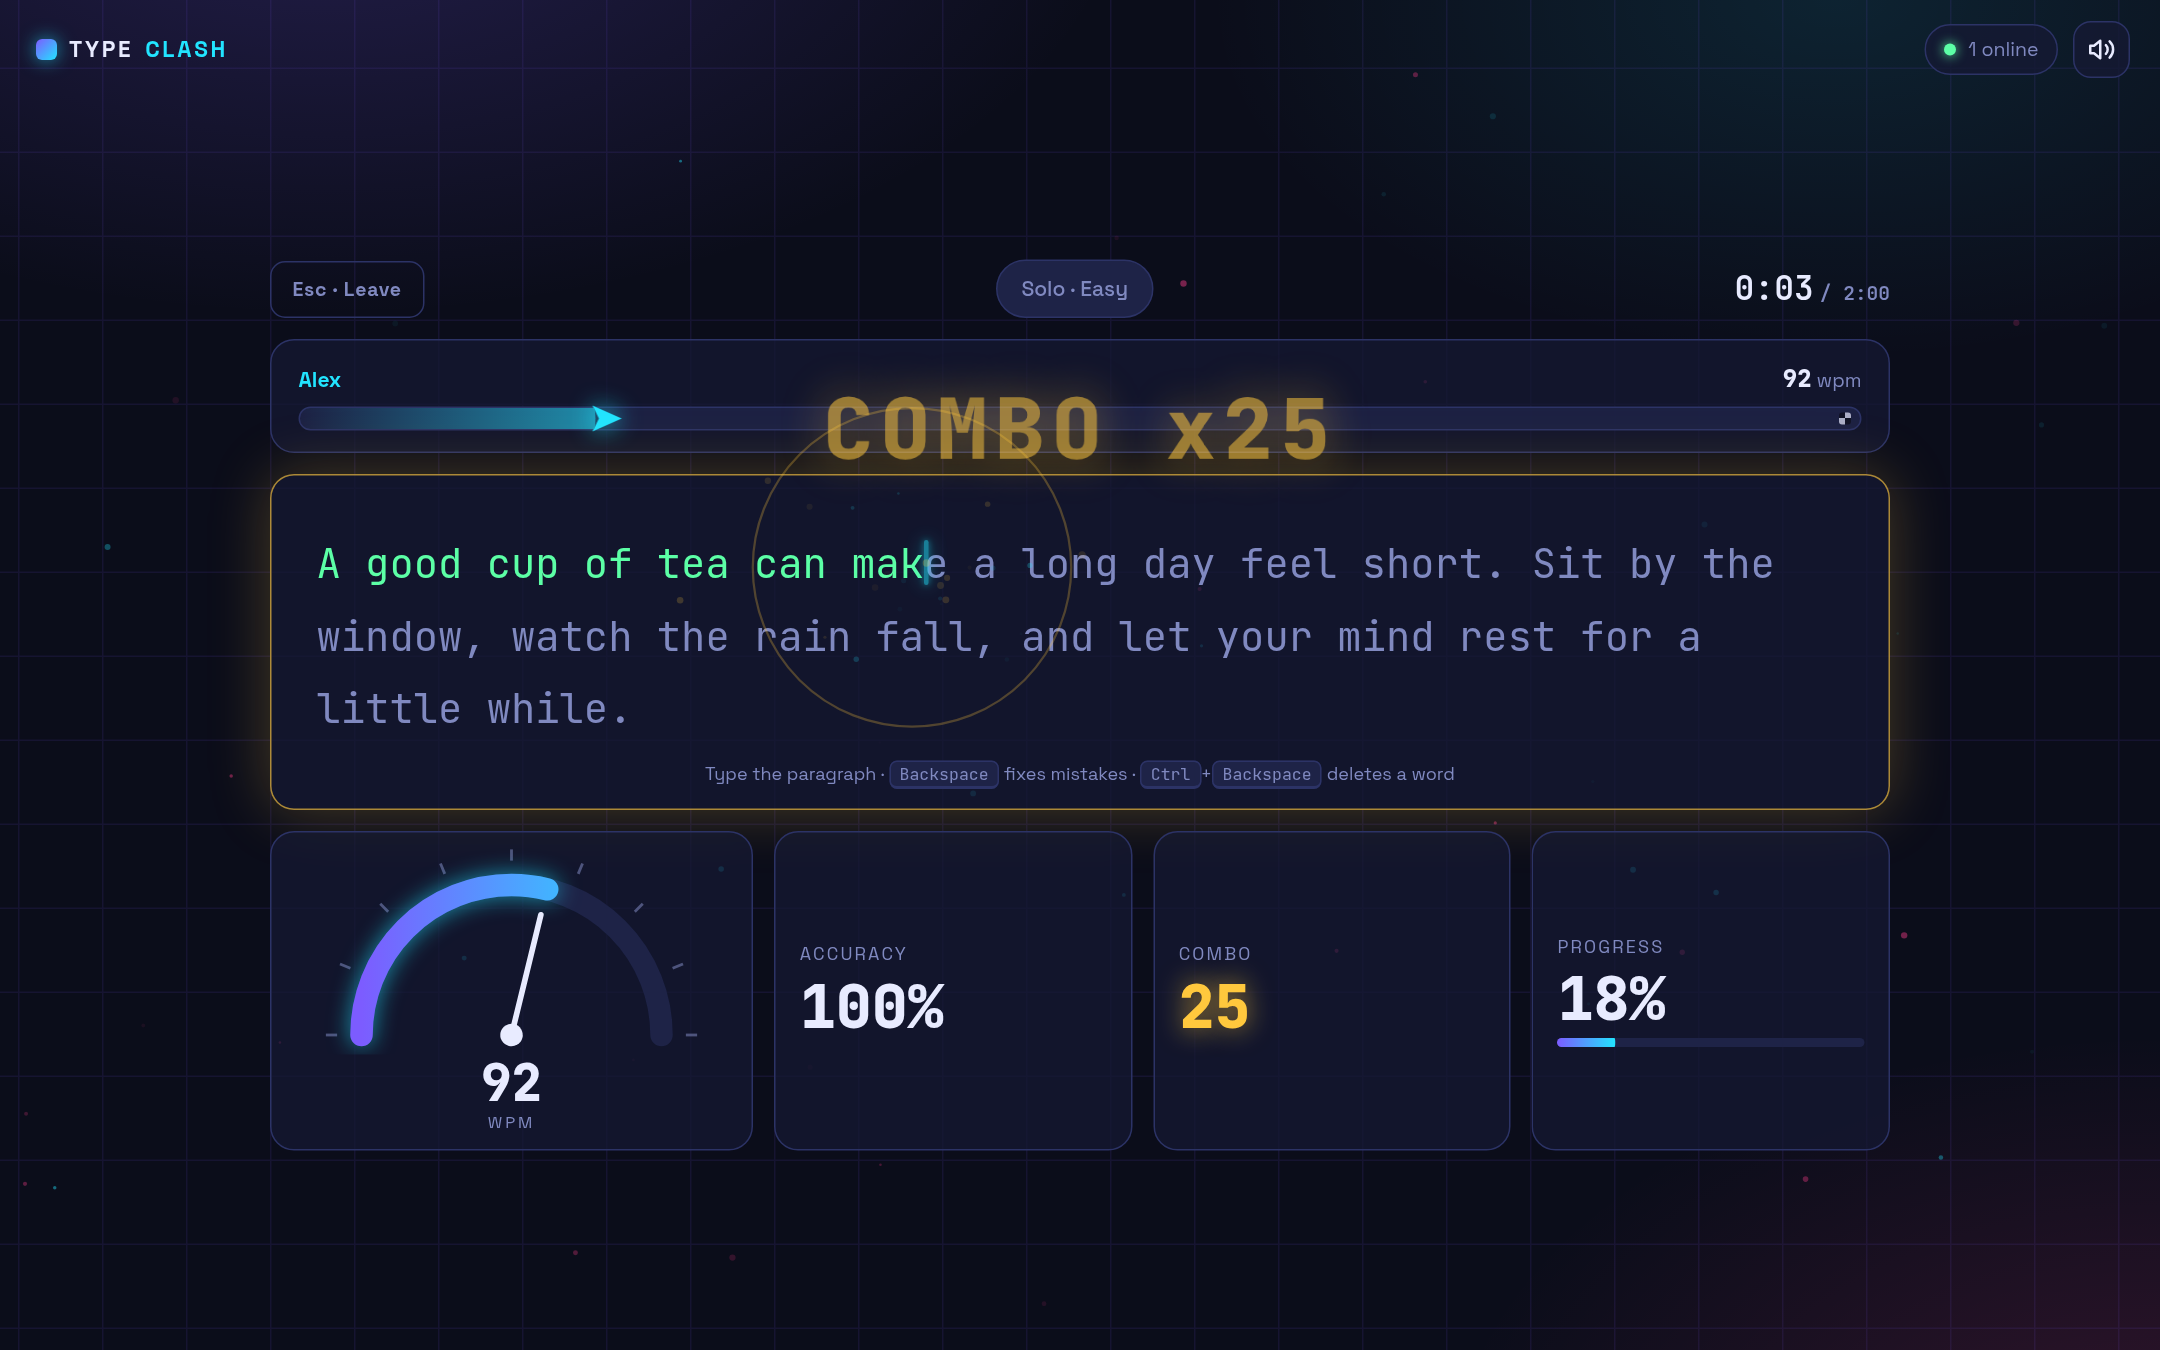 TYPE CLASH
1 online
Esc · Leave
Solo · Easy
0:03 / 2:00
Alex
92 wpm
COMBO x25
A good cup of tea can make a long day feel short. Sit by the
window, watch the rain fall, and let your mind rest for a
little while.
Type the paragraph · Backspace fixes mistakes · Ctrl + Backspace deletes a word
92
WPM
ACCURACY
100%
COMBO
25
PROGRESS
18%